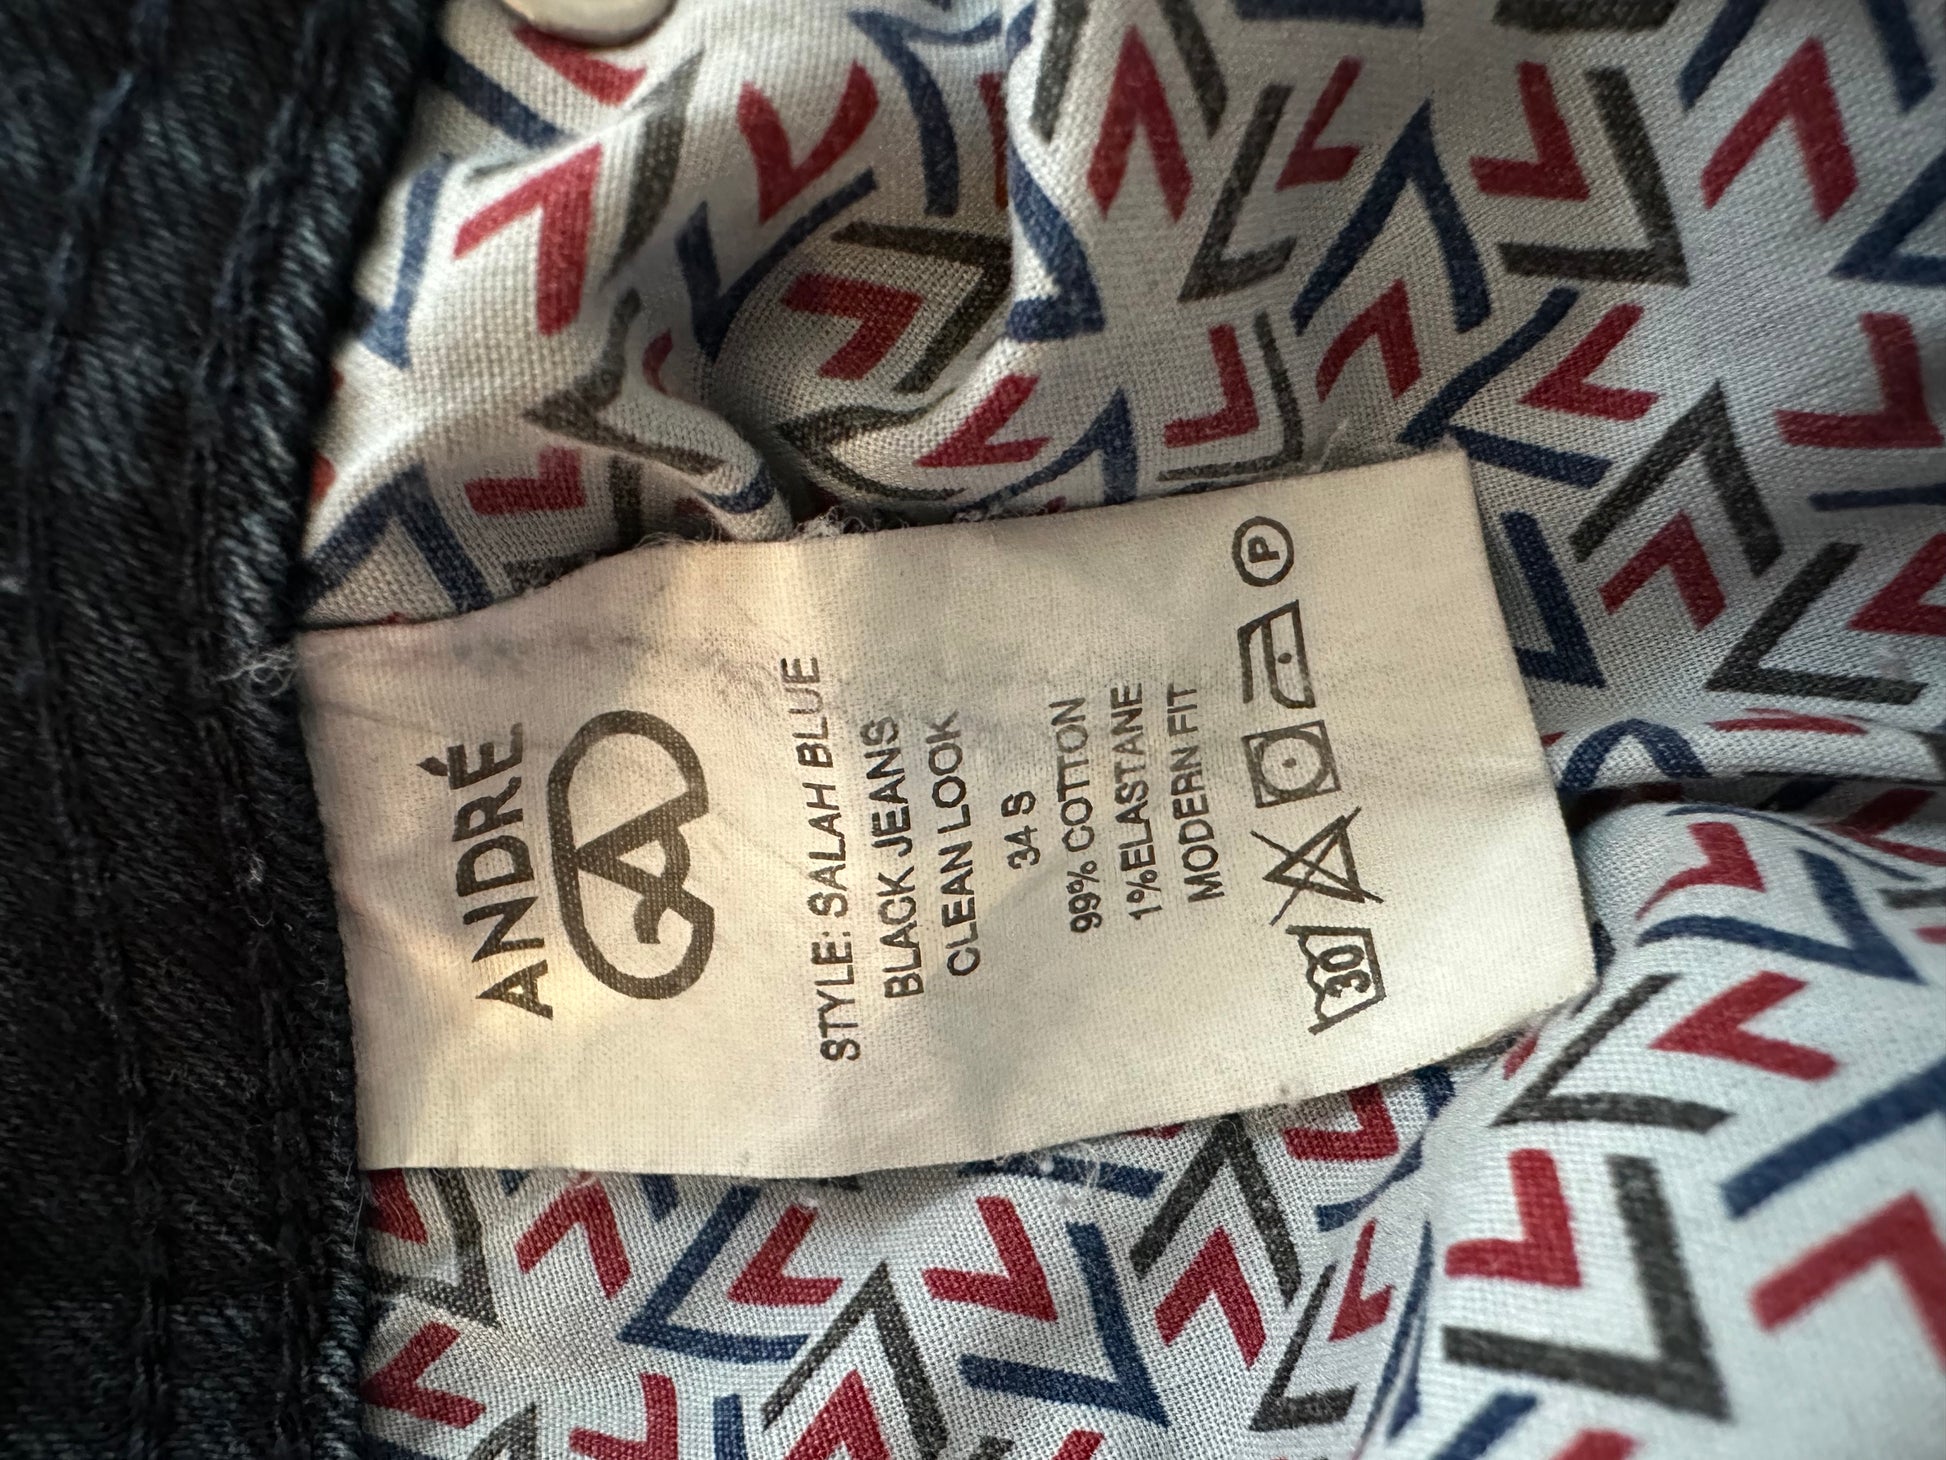 ANDRÉ
STYLE: SALAH BLUE
BLACK JEANS
CLEAN LOOK
34 S
99% COTTON
1%ELASTANE
MODERN FIT
30
P